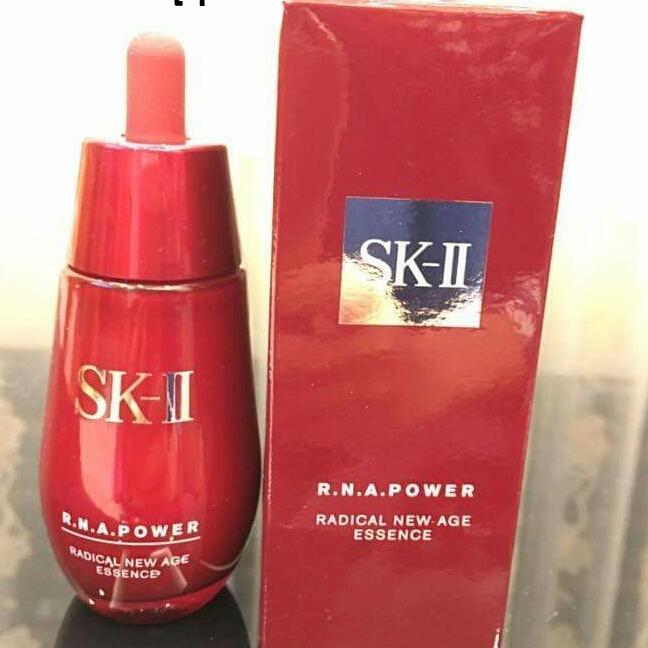 SK-II
R.N.A.POWER
RADICAL NEW AGE
ESSENCE
SK-II
R.N.A.POWER
RADICAL NEW AGE
ESSENCE